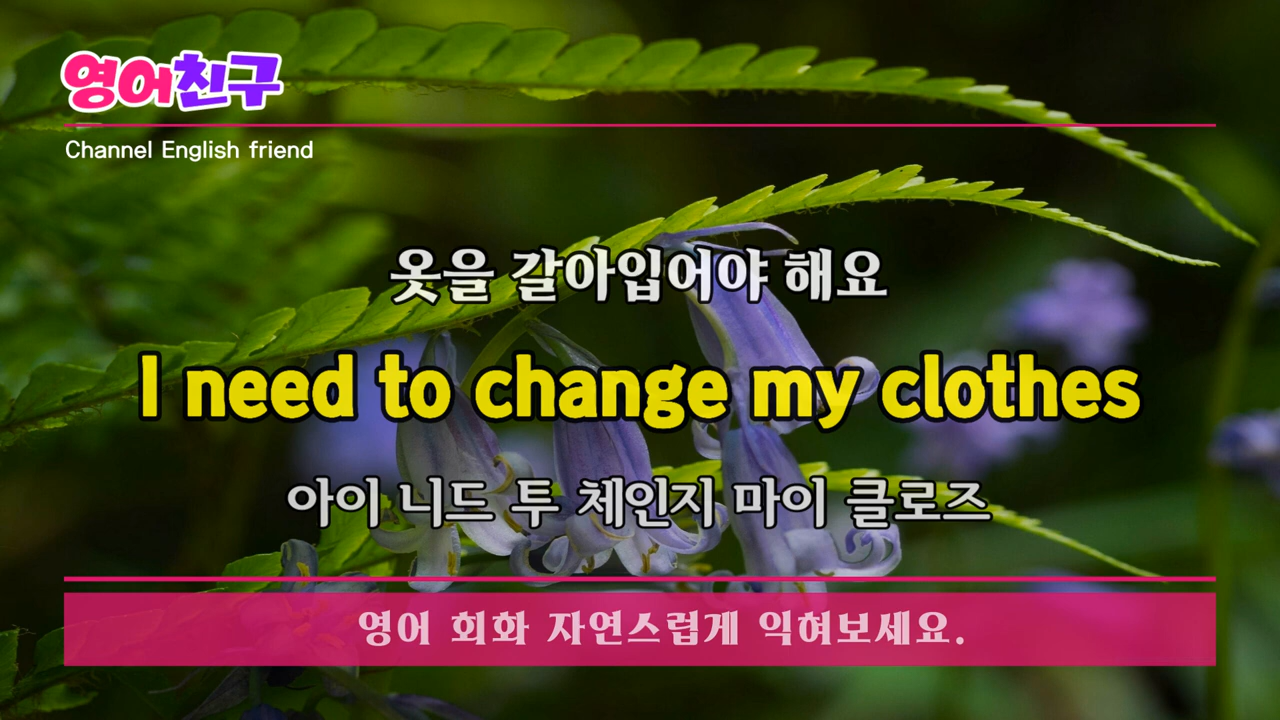 영어친구
Channel English friend
옷을 갈아입어야 해요
I need to change my clothes
아이 니드 투 체인지 마이 클로즈
영어 회화 자연스럽게 익혀보세요.